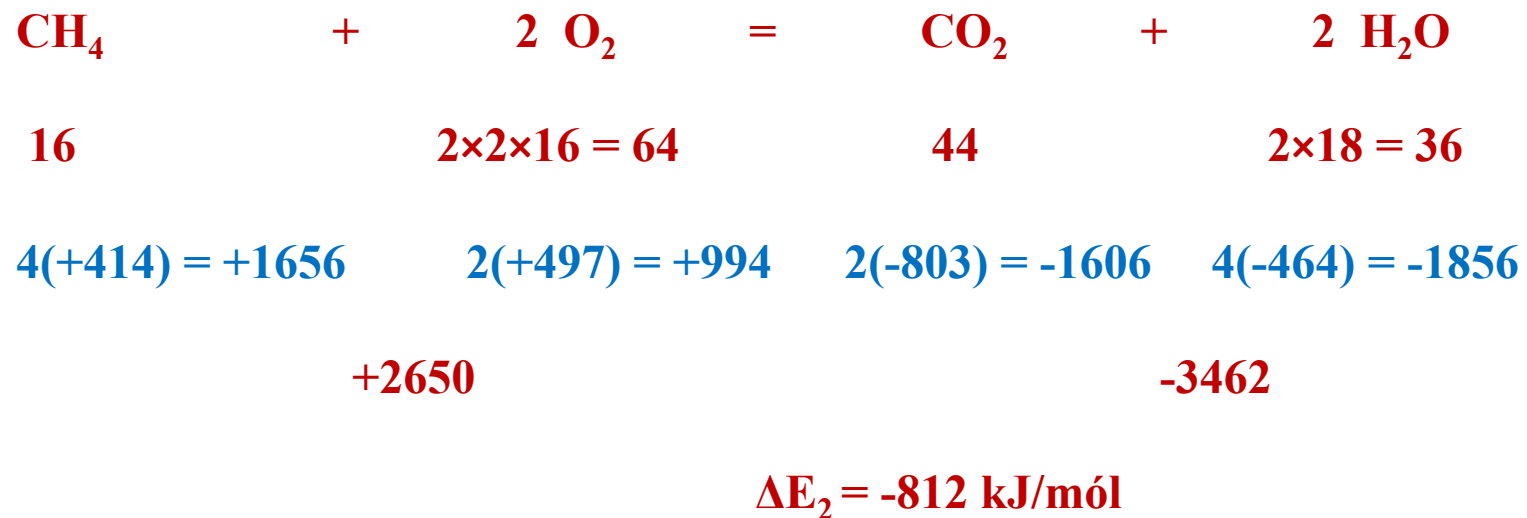 CH₄ + 2 O₂ = CO₂ + 2 H₂O
16 2×2×16 = 64 44 2×18 = 36
4(+414) = +1656 2(+497) = +994 2(-803) = -1606 4(-464) = -1856
+2650 -3462
ΔE₂ = -812 kJ/mól